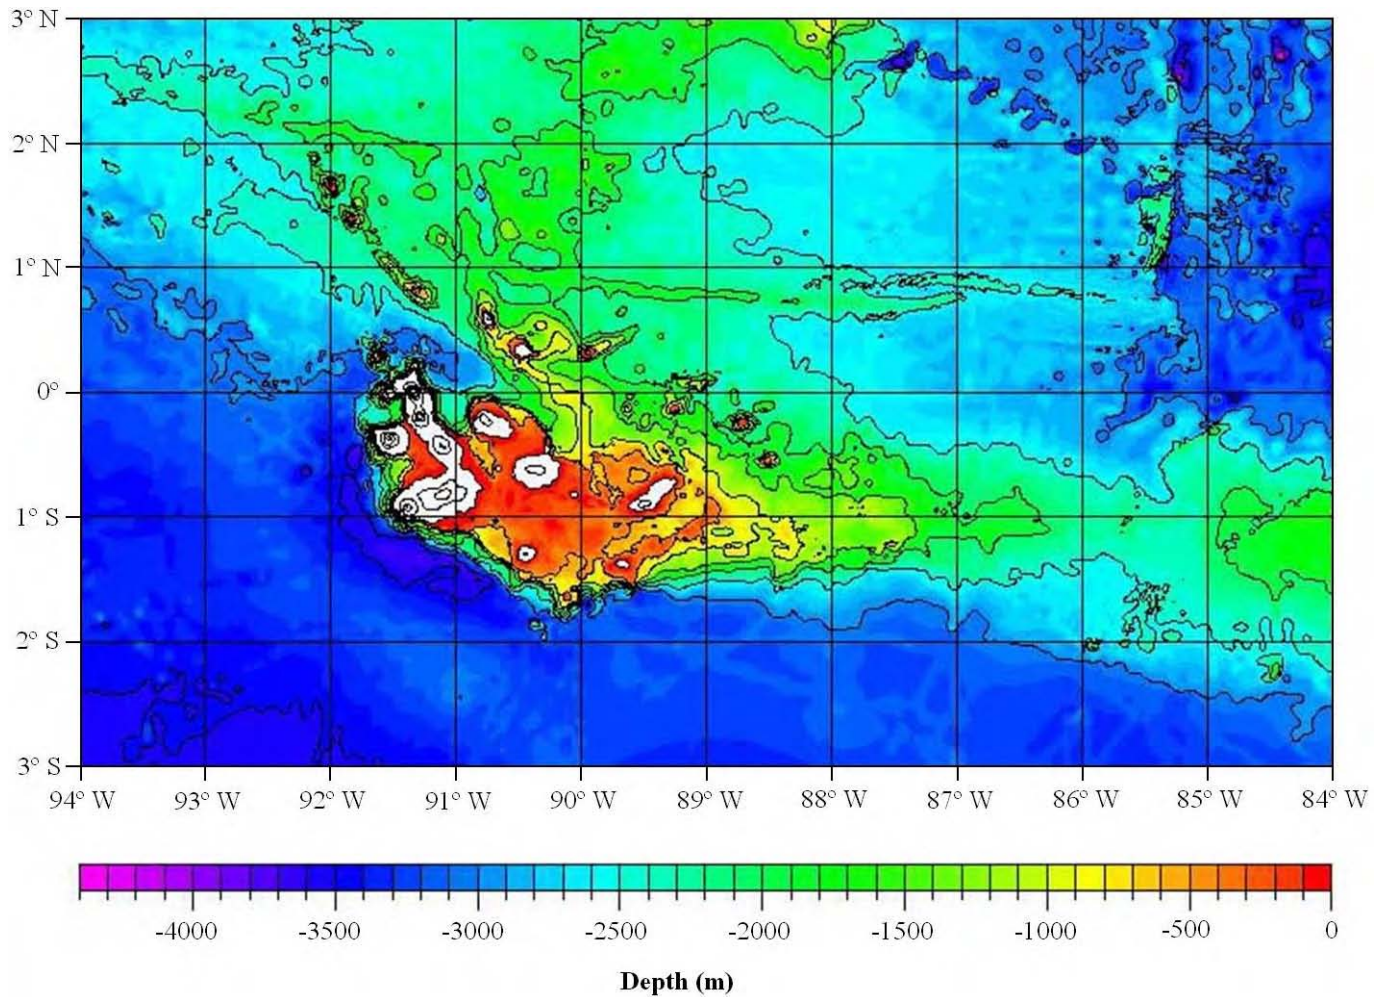 3° N
2° N
1° N
0°
1° S
2° S
3° S
94° W 93° W 92° W 91° W 90° W 89° W 88° W 87° W 86° W 85° W 84° W
-4000 -3500 -3000 -2500 -2000 -1500 -1000 -500 0
Depth (m)